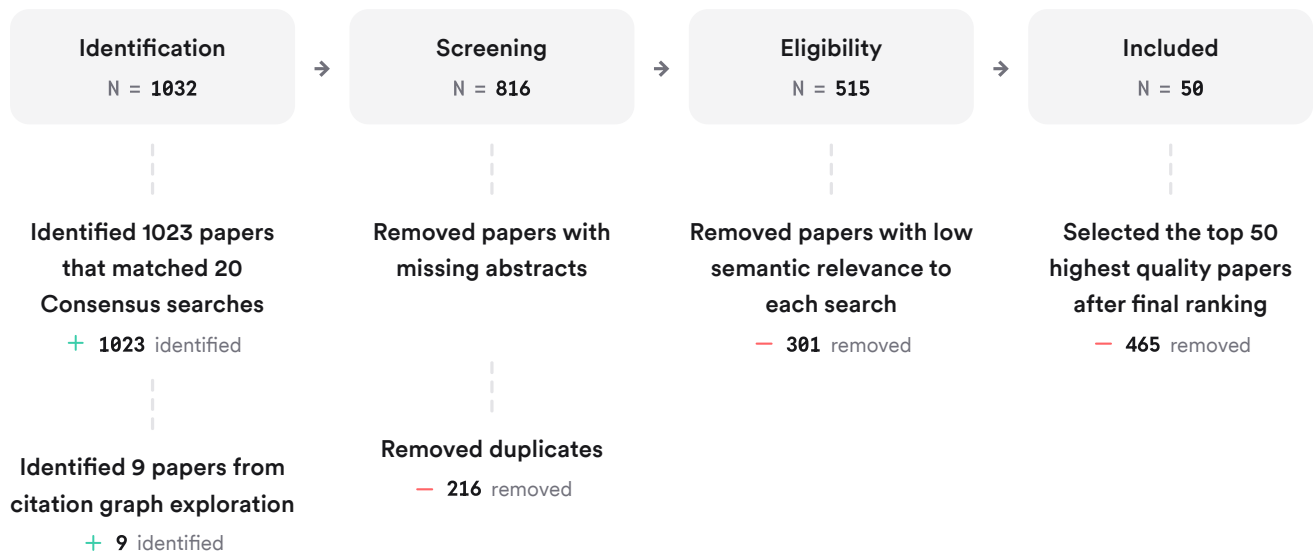 Identification
N = 1032
Identified 1023 papers
that matched 20
Consensus searches
+ 1023 identified
Identified 9 papers from
citation graph exploration
+ 9 identified
Screening
N = 816
Removed papers with
missing abstracts
Removed duplicates
− 216 removed
Eligibility
N = 515
Removed papers with low
semantic relevance to
each search
− 301 removed
Included
N = 50
Selected the top 50
highest quality papers
after final ranking
− 465 removed